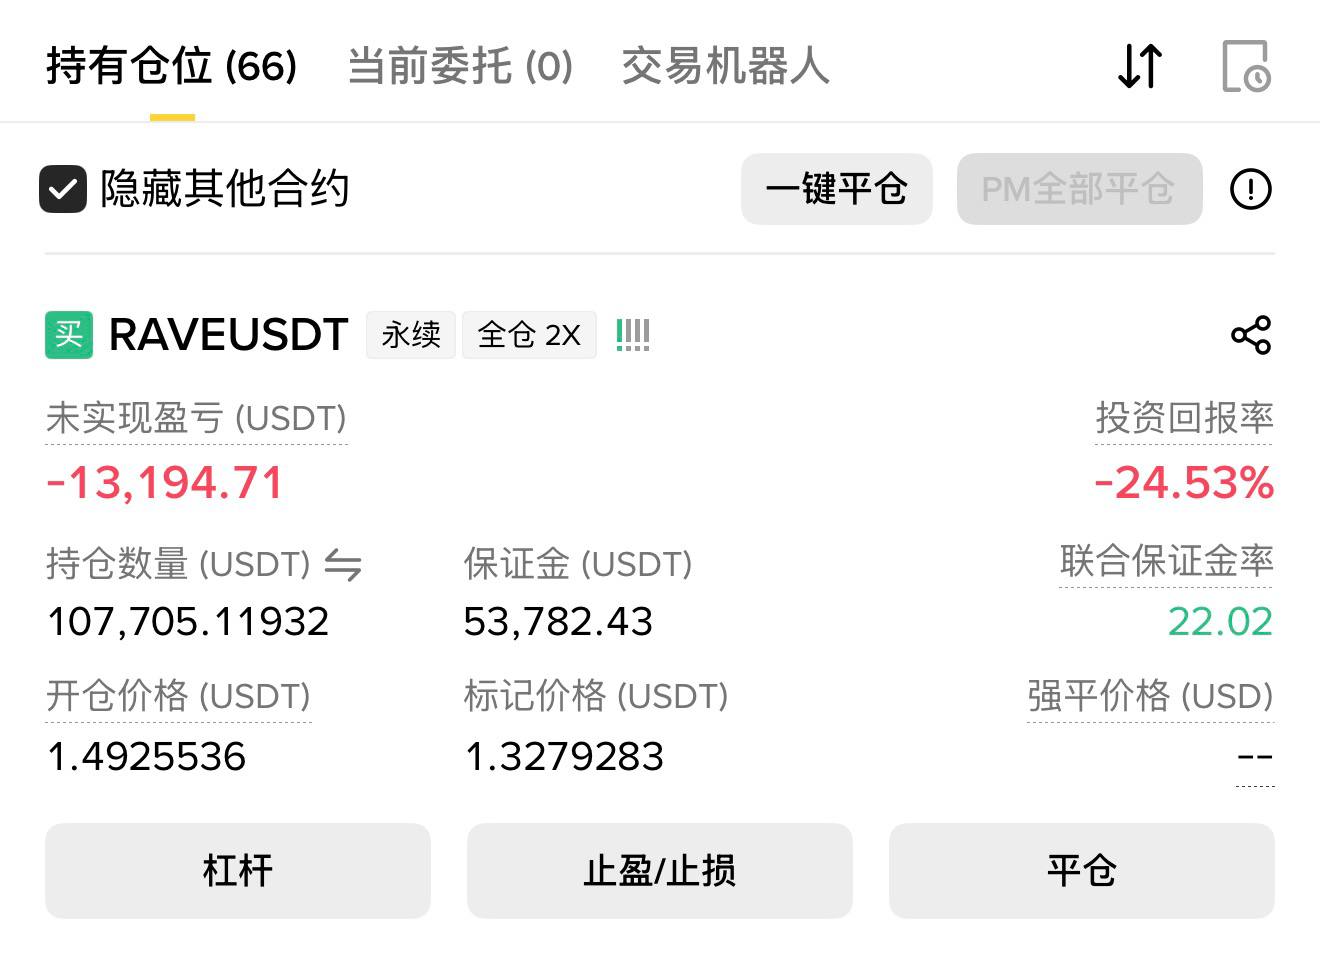 持有仓位 (66) 当前委托 (0) 交易机器人
隐藏其他合约 一键平仓 PM全部平仓
买 RAVEUSDT 永续 全仓 2X
未实现盈亏 (USDT) 投资回报率
-13,194.71 -24.53%
持仓数量 (USDT) 保证金 (USDT) 联合保证金率
107,705.11932 53,782.43 22.02
开仓价格 (USDT) 标记价格 (USDT) 强平价格 (USD)
1.4925536 1.3279283 --
杠杆 止盈/止损 平仓